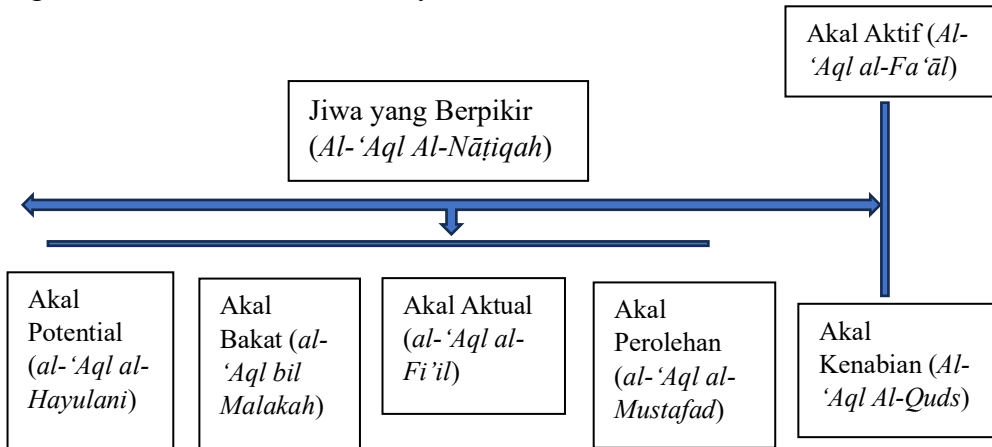 Akal Aktif (Al-
‘Aql al-Fa‘āl)
Jiwa yang Berpikir
(Al-‘Aql Al-Nāṭiqah)
Akal
Potential
(al-‘Aql al-
Hayulani)
Akal
Bakat (al-
‘Aql bil
Malakah)
Akal Aktual
(al-‘Aql al-
Fi’il)
Akal
Perolehan
(al-‘Aql al-
Mustafad)
Akal
Kenabian (Al-
‘Aql Al-Quds)